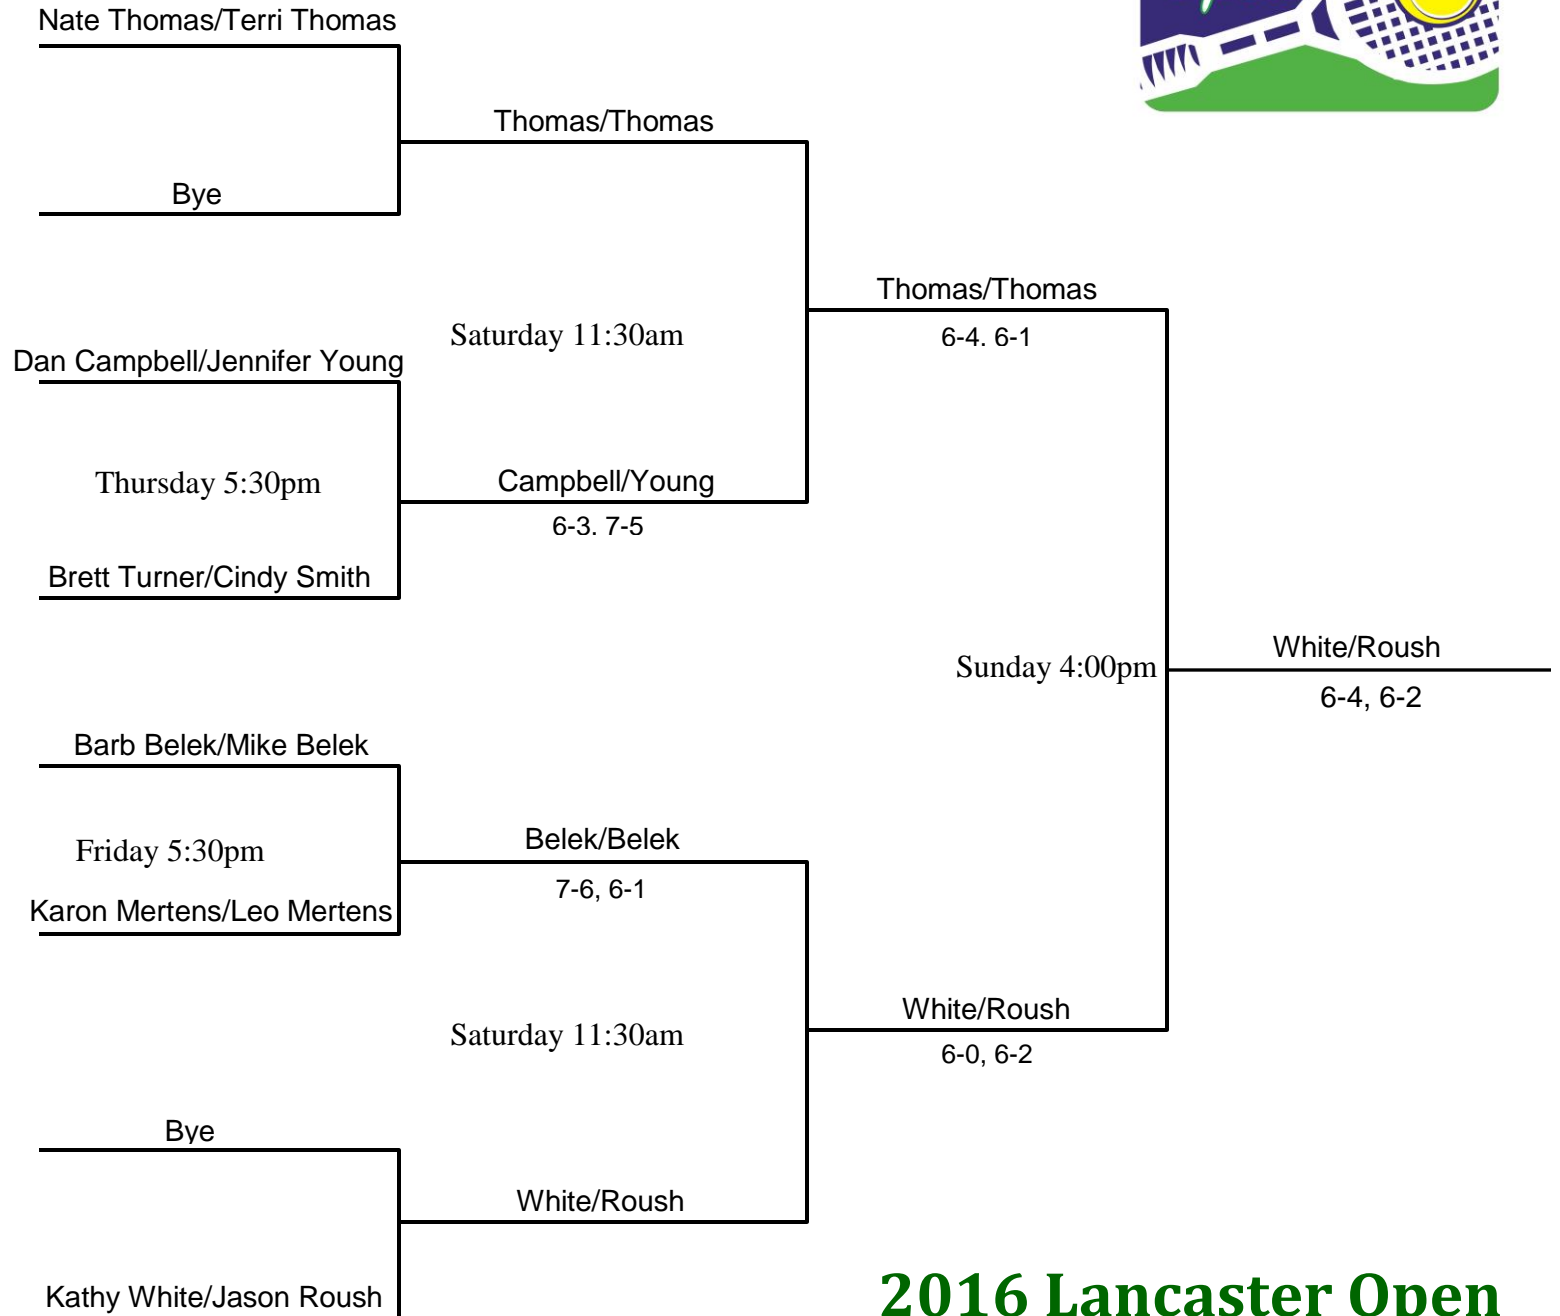 Nate Thomas/Terri Thomas
Thomas/Thomas
Bye
Thomas/Thomas
Saturday 11:30am
6-4. 6-1
Dan Campbell/Jennifer Young
Thursday 5:30pm
Campbell/Young
6-3. 7-5
Brett Turner/Cindy Smith
White/Roush
Sunday 4:00pm
6-4, 6-2
Barb Belek/Mike Belek
Belek/Belek
Friday 5:30pm
7-6, 6-1
Karon Mertens/Leo Mertens
White/Roush
Saturday 11:30am
6-0, 6-2
Bye
White/Roush
Kathy White/Jason Roush
2016 Lancaster Open